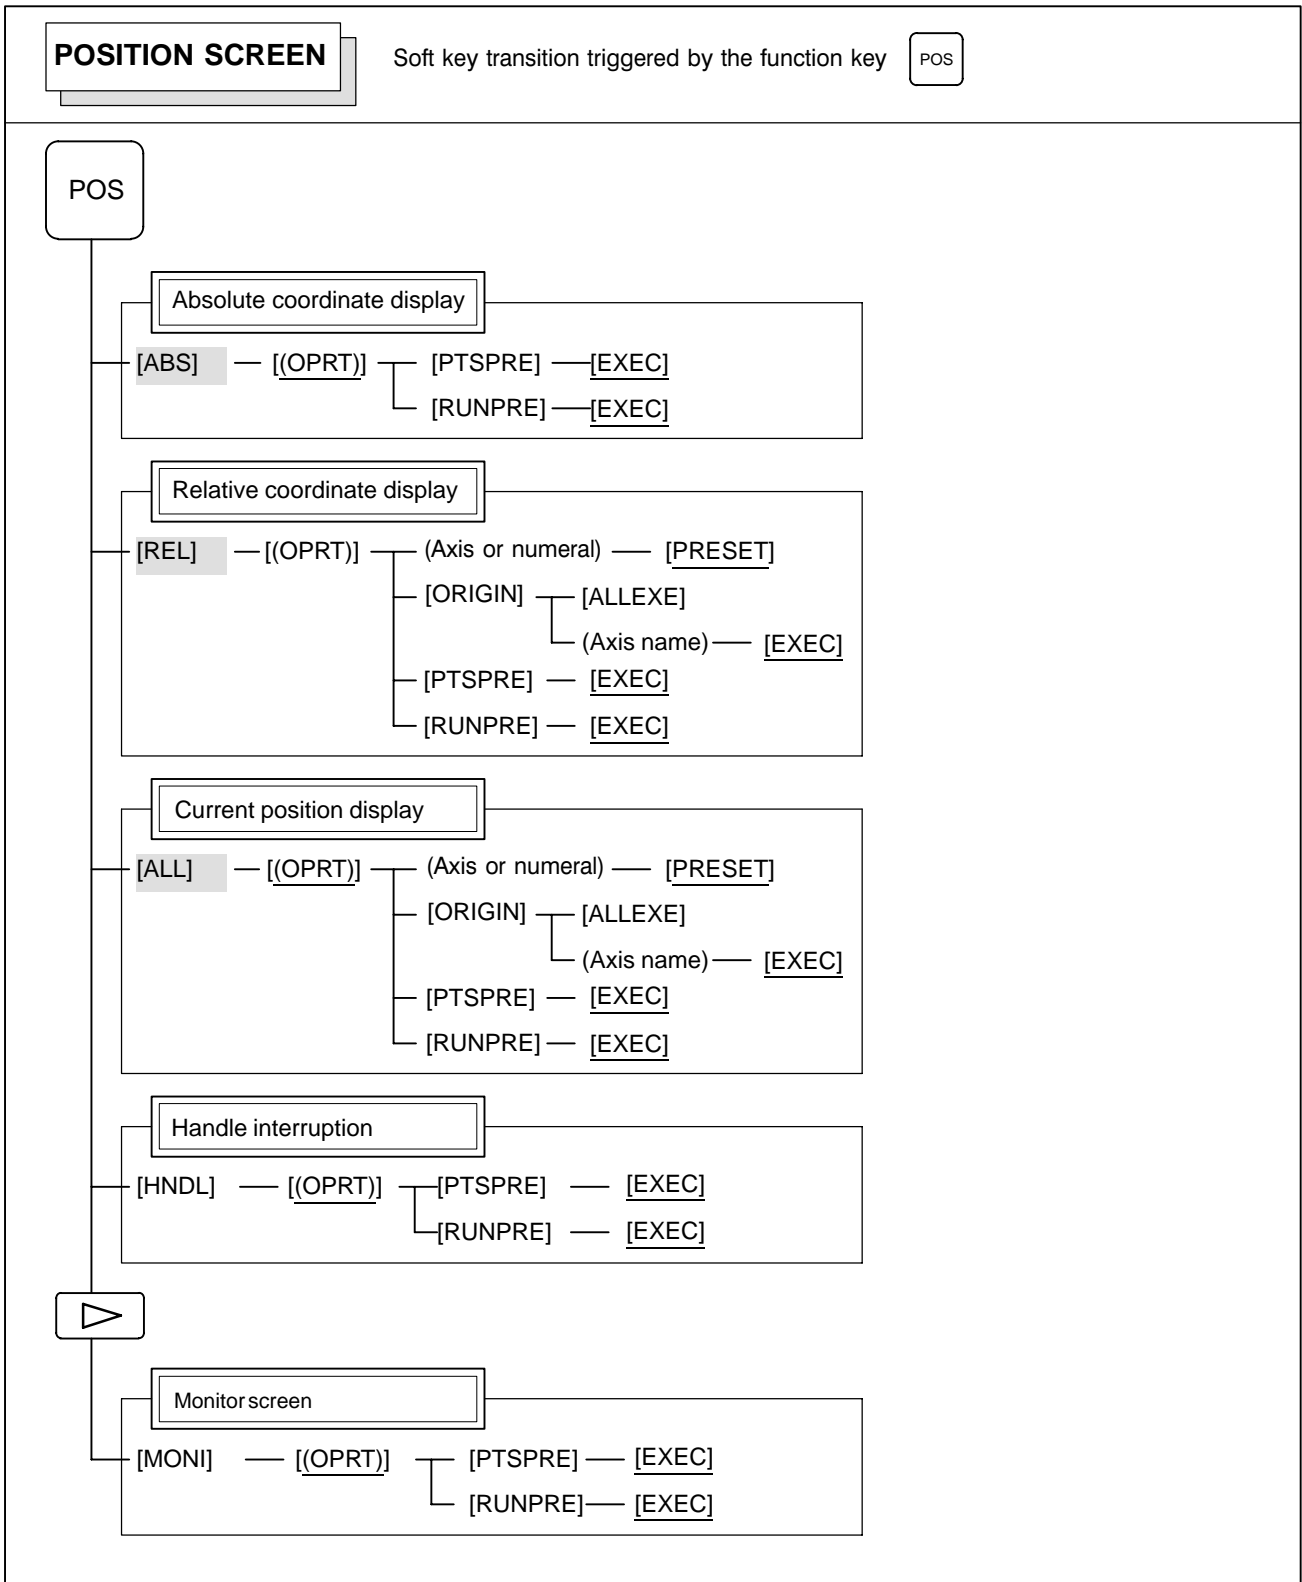 POSITION SCREEN Soft key transition triggered by the function key POS
POS
Absolute coordinate display
[ABS] [(OPRT)] [PTSPRE] [EXEC]
[RUNPRE] [EXEC]
Relative coordinate display
[REL] [(OPRT)] (Axis or numeral) [PRESET]
[ORIGIN] [ALLEXE]
(Axis name) [EXEC]
[PTSPRE] [EXEC]
[RUNPRE] [EXEC]
Current position display
[ALL] [(OPRT)] (Axis or numeral) [PRESET]
[ORIGIN] [ALLEXE]
(Axis name) [EXEC]
[PTSPRE] [EXEC]
[RUNPRE] [EXEC]
Handle interruption
[HNDL] [(OPRT)] [PTSPRE] [EXEC]
[RUNPRE] [EXEC]
Monitor screen
[MONI] [(OPRT)] [PTSPRE] [EXEC]
[RUNPRE] [EXEC]